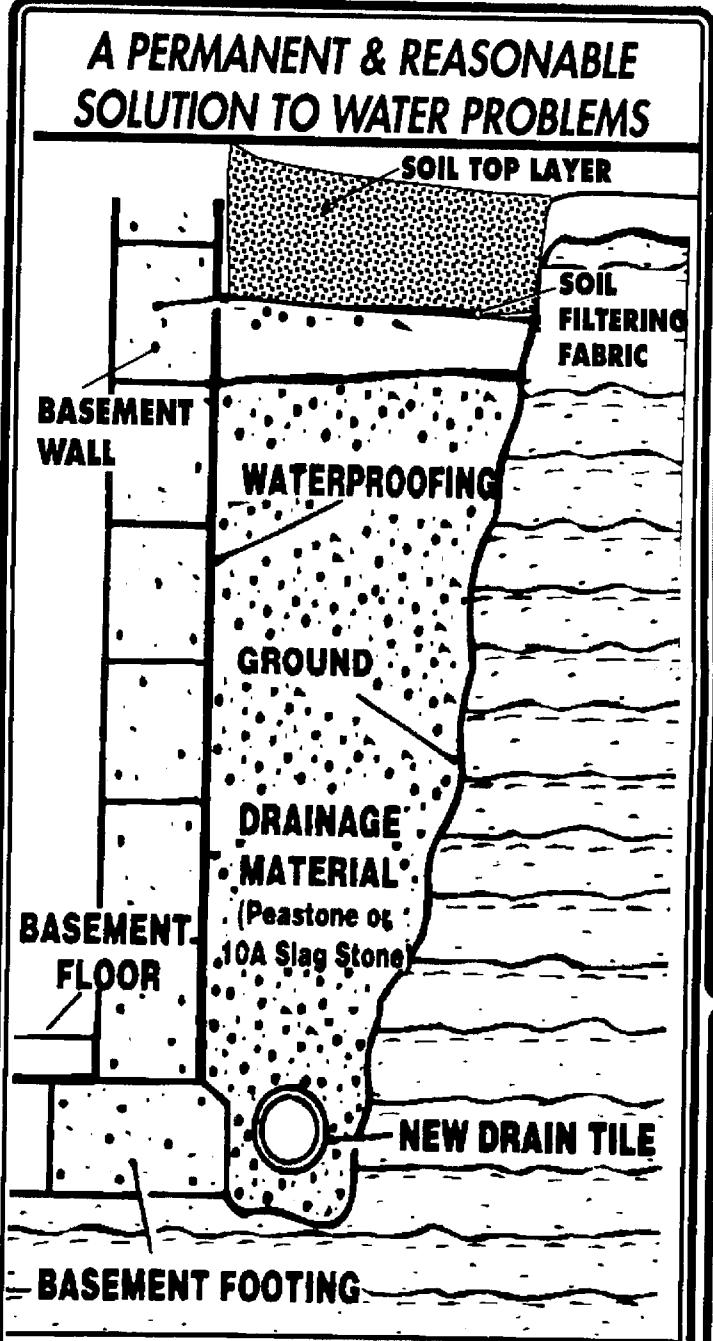 A PERMANENT & REASONABLE
SOLUTION TO WATER PROBLEMS
SOIL TOP LAYER
SOIL
FILTERING
FABRIC
BASEMENT
WALL
WATERPROOFING
GROUND
DRAINAGE
MATERIAL
(Peastone or
10A Slag Stone)
BASEMENT
FLOOR
NEW DRAIN TILE
BASEMENT FOOTING